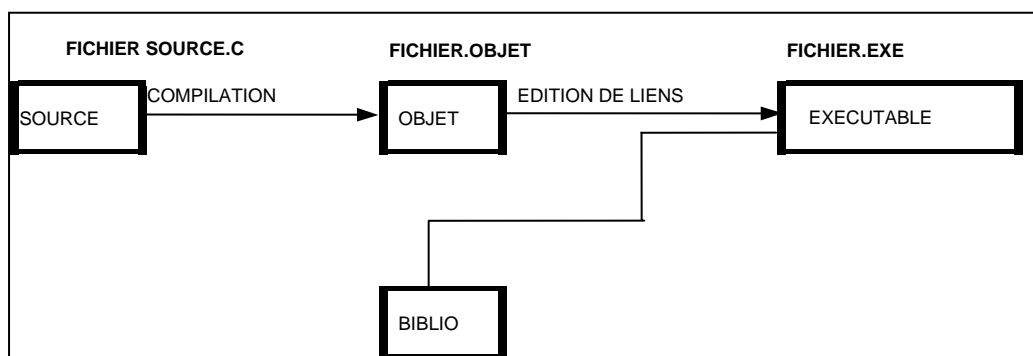 FICHIER SOURCE.C
FICHIER.OBJET
FICHIER.EXE
COMPILATION
EDITION DE LIENS
SOURCE
OBJET
EXECUTABLE
BIBLIO